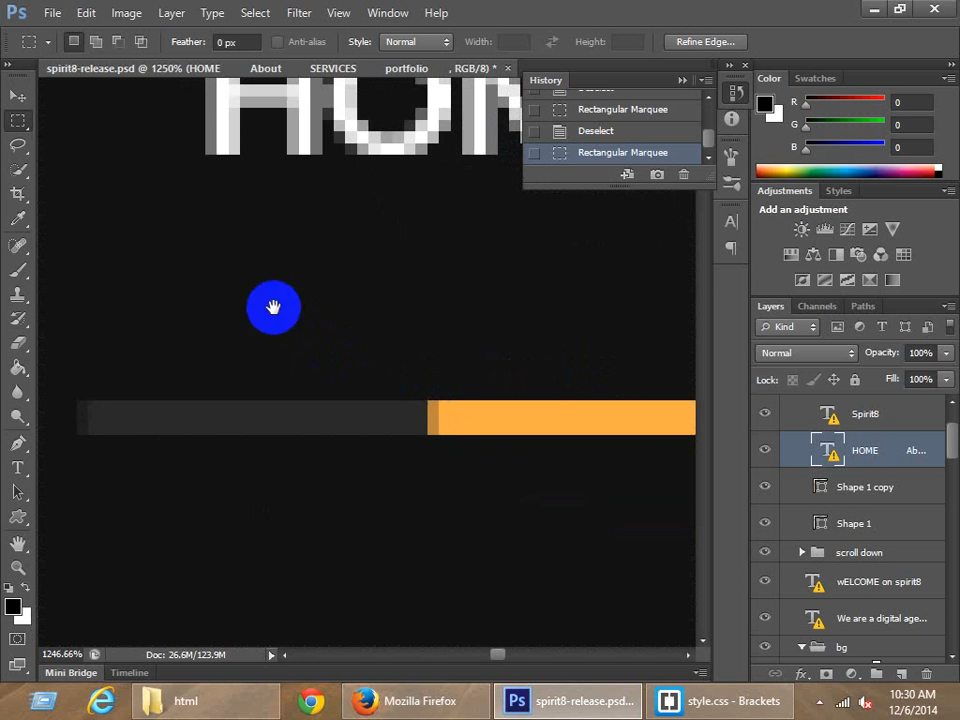 Ps File Edit Image Layer Type Select Filter View Window Help
Feather: 0 px Anti-alias Style: Normal Width: Height: Refine Edge...
spirit8-release.psd @ 1250% (HOME About SERVICES portfolio , RGB/8) * ×
HOM
History
Rectangular Marquee
Deselect
Rectangular Marquee
Color Swatches
R 0
G 0
B 0
Adjustments Styles
Add an adjustment
Layers Channels Paths
Kind
Normal Opacity: 100%
Lock: Fill: 100%
Spirit8
HOME Ab...
Shape 1 copy
Shape 1
scroll down
wELCOME on spirit8
We are a digital age...
bg
1246.66% Doc: 26.6M/123.9M
Mini Bridge Timeline
html
Mozilla Firefox
Ps spirit8-release.psd...
style.css - Brackets
10:30 AM
12/6/2014